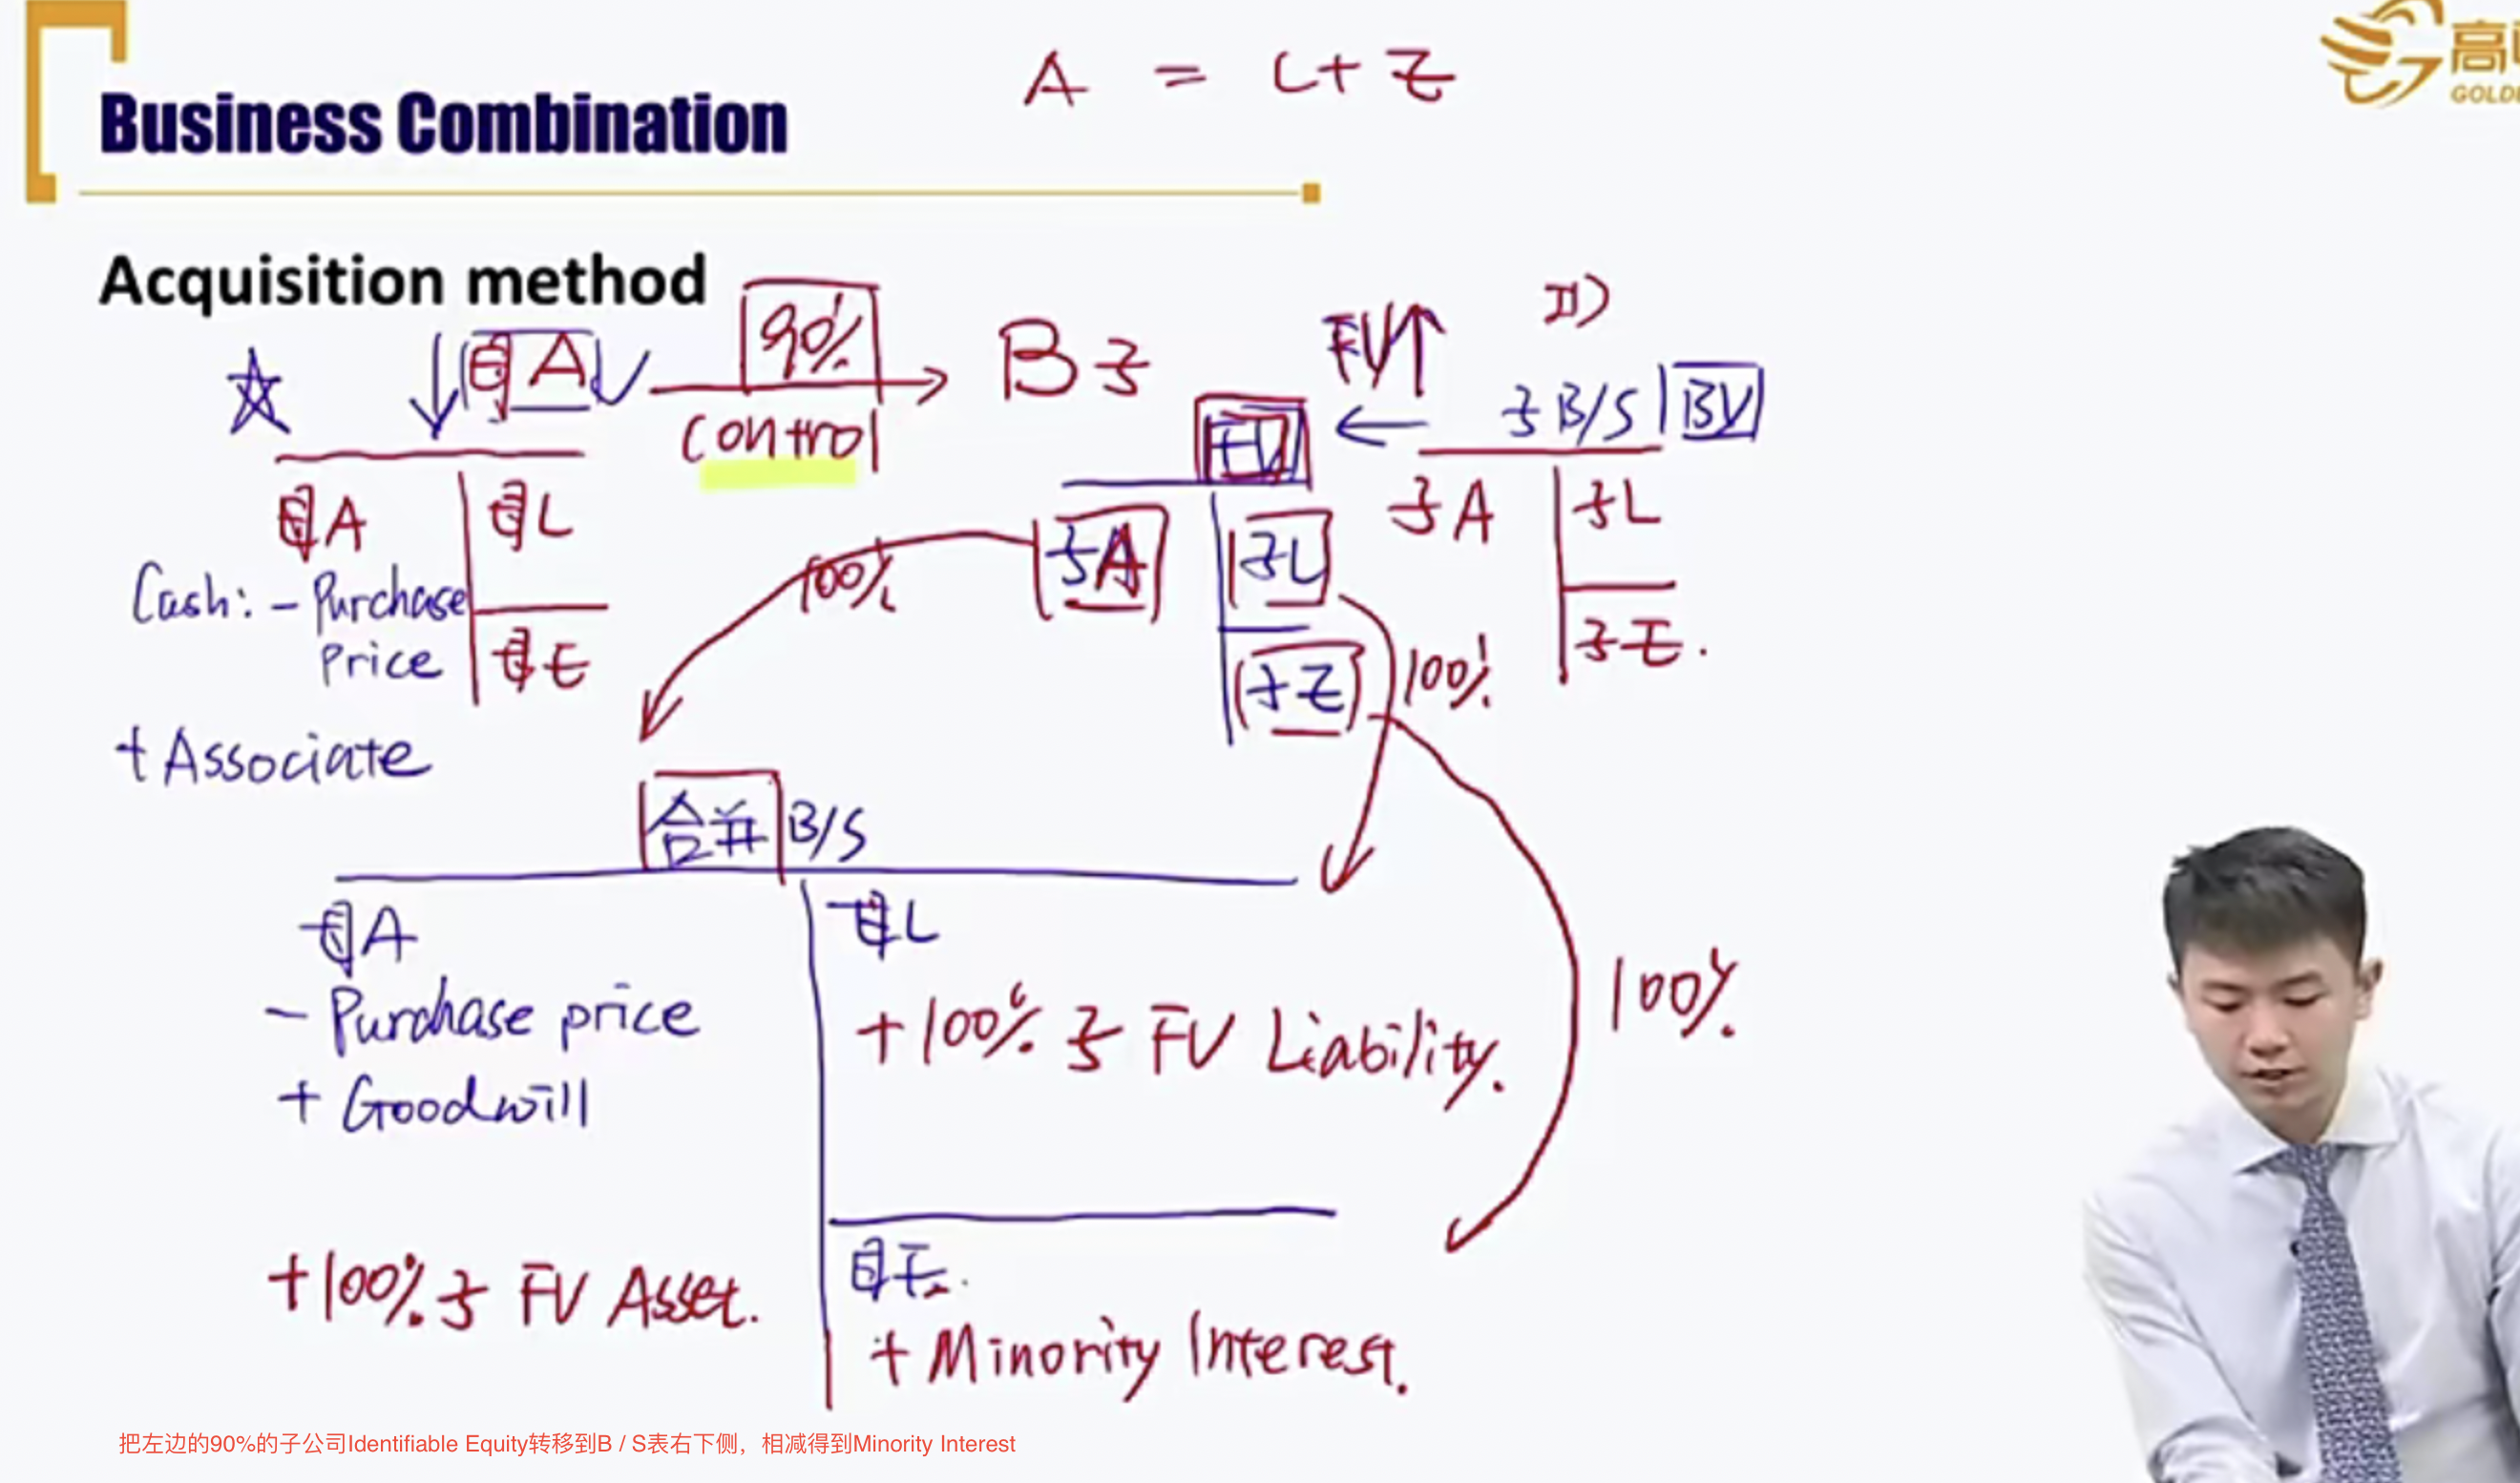 A = L + E
高
GOLD
Business Combination
Acquisition method
母A
90%
control
B 子
FV↑
II)
子B/S
BV
FV
母A
母L
子A
子L
子A
子L
Cash: - Purchase
Price
母E
100%
子E
100%
子E.
+ Associate
合并 B/S
母A
母L
- Purchase price
+100% 子 FV Liability.
100%
+ Goodwill
母E.
+100% 子 FV Asset.
+ Minority Interest.
把左边的90%的子公司Identifiable Equity转移到B / S表右下侧，相减得到Minority Interest